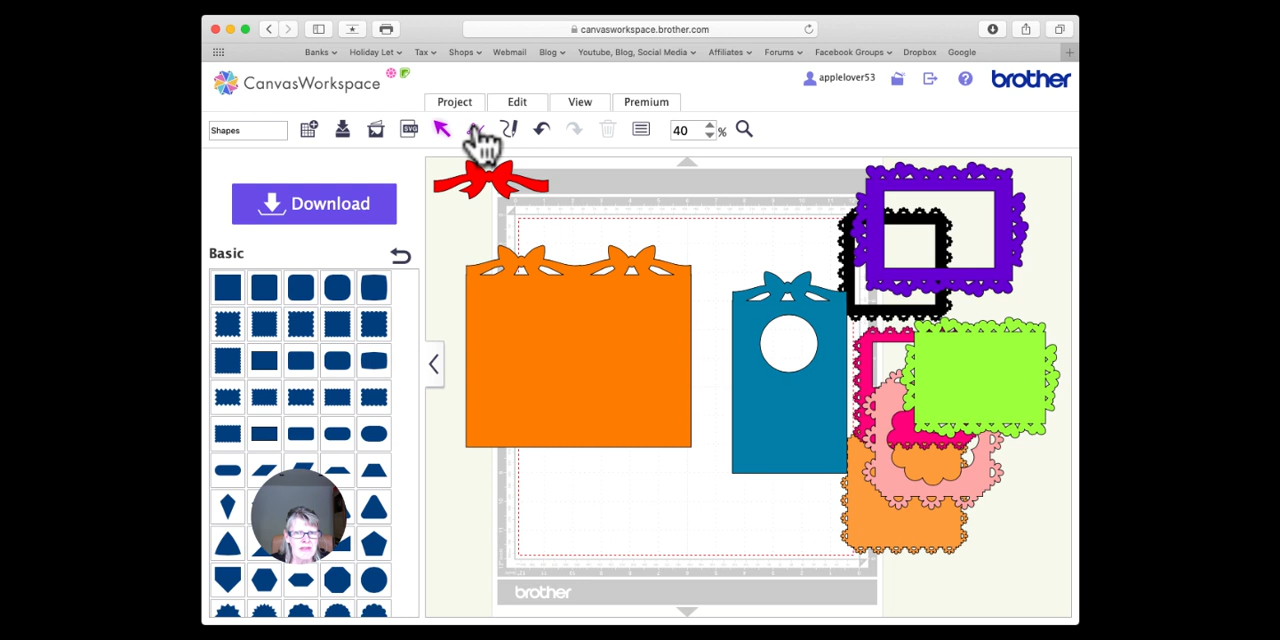 canvasworkspace.brother.com
Banks Holiday Let Tax Shops Webmail Blog Youtube, Blog, Social Media Affiliates Forums Facebook Groups Dropbox Google
CanvasWorkspace
applelover53
brother
Project Edit View Premium
Shapes
SVG
40 %
Download
Basic
brother